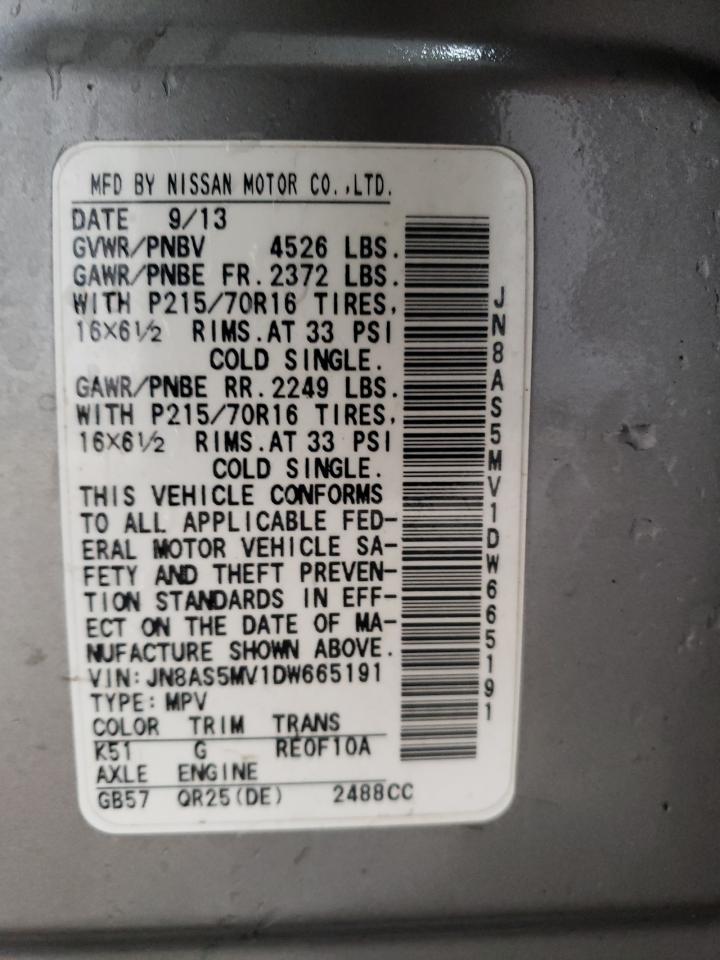 MFD BY NISSAN MOTOR CO.,LTD.
DATE 9/13
GVWR/PNBV 4526 LBS.
GAWR/PNBE FR. 2372 LBS.
WITH P215/70R16 TIRES,
16X6½ RIMS. AT 33 PSI
COLD SINGLE.
GAWR/PNBE RR. 2249 LBS.
WITH P215/70R16 TIRES,
16X6½ RIMS. AT 33 PSI
COLD SINGLE.
THIS VEHICLE CONFORMS
TO ALL APPLICABLE FED-
ERAL MOTOR VEHICLE SA-
FETY AND THEFT PREVEN-
TION STANDARDS IN EFF-
ECT ON THE DATE OF MA-
NUFACTURE SHOWN ABOVE.
VIN: JN8AS5MV1DW665191
TYPE: MPV
COLOR TRIM TRANS
K51 G RE0F10A
AXLE ENGINE
GB57 QR25(DE) 2488CC
JN8AS5MV1DW665191